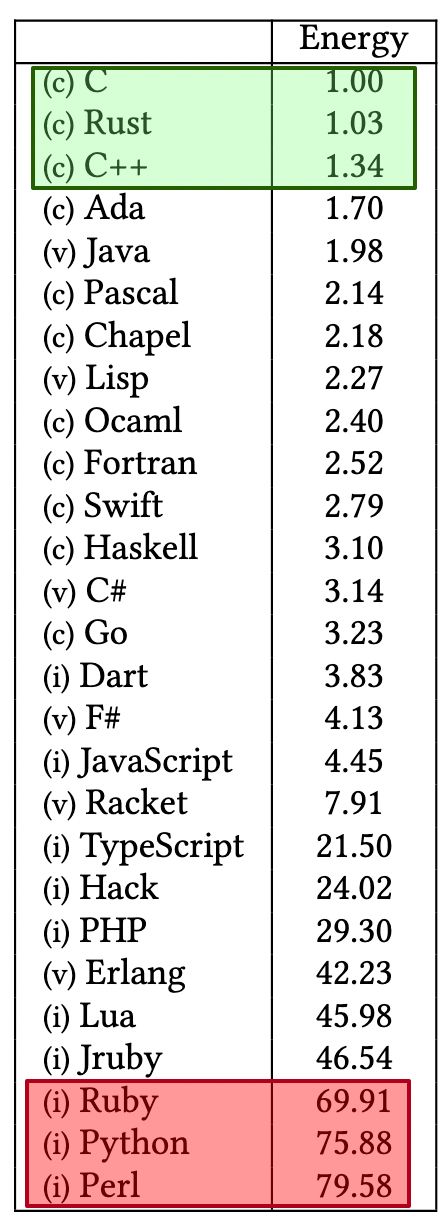 Energy
(c) C 1.00
(c) Rust 1.03
(c) C++ 1.34
(c) Ada 1.70
(v) Java 1.98
(c) Pascal 2.14
(c) Chapel 2.18
(v) Lisp 2.27
(c) Ocaml 2.40
(c) Fortran 2.52
(c) Swift 2.79
(c) Haskell 3.10
(v) C# 3.14
(c) Go 3.23
(i) Dart 3.83
(v) F# 4.13
(i) JavaScript 4.45
(v) Racket 7.91
(i) TypeScript 21.50
(i) Hack 24.02
(i) PHP 29.30
(v) Erlang 42.23
(i) Lua 45.98
(i) Jruby 46.54
(i) Ruby 69.91
(i) Python 75.88
(i) Perl 79.58